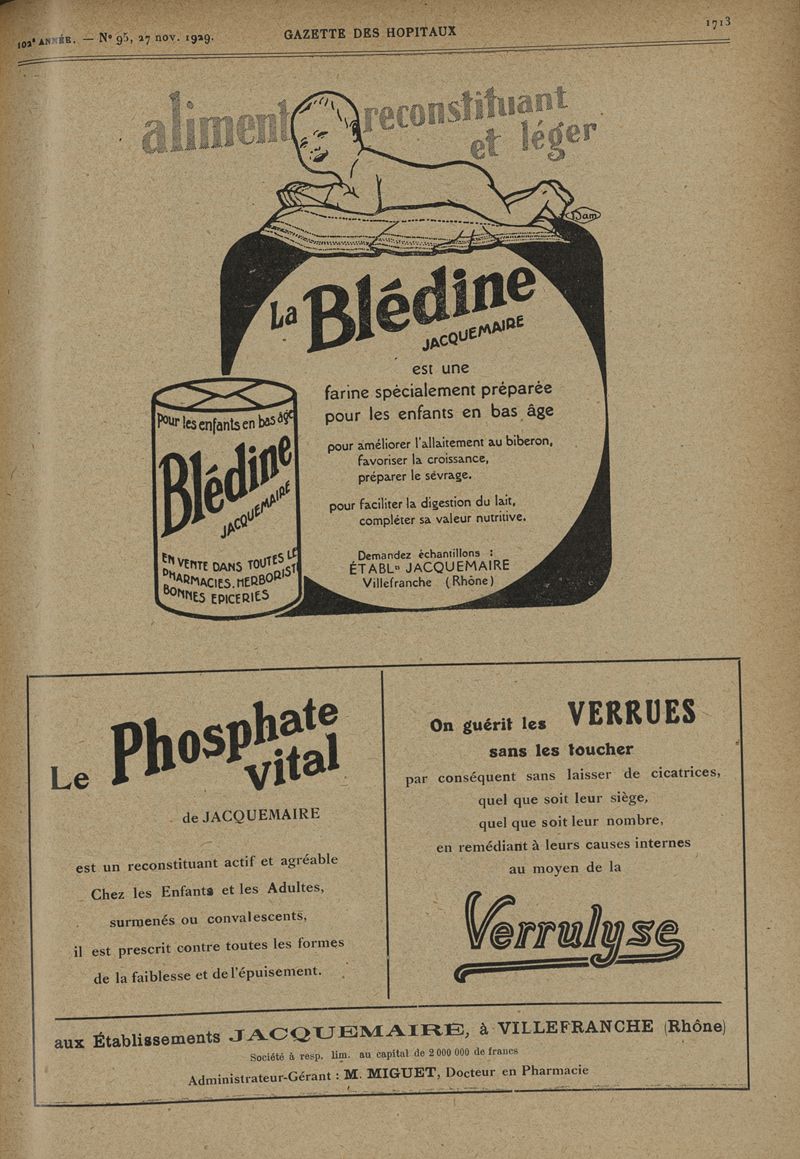 102ᵉ ANNÉE. — Nº 95, 27 nov. 1929.
GAZETTE DES HOPITAUX
1713
aliment reconstituant
et léger
Dam
La Blédine
JACQUEMAIRE
est une
farine spécialement préparée
pour les enfants en bas âge
pour améliorer l'allaitement au biberon,
favoriser la croissance,
préparer le sévrage.
pour faciliter la digestion du lait,
compléter sa valeur nutritive.
Demandez échantillons :
ÉTABLˢ JACQUEMAIRE
Villefranche (Rhône)
Pour les enfants en bas âge
Blédine
JACQUEMAIRE
EN VENTE DANS TOUTES LE
PHARMACIES. HERBORIST
BONNES EPICERIES
Le Phosphate
vital
de JACQUEMAIRE
est un reconstituant actif et agréable
Chez les Enfants et les Adultes,
surmenés ou convalescents,
il est prescrit contre toutes les formes
de la faiblesse et de l'épuisement.
On guérit les VERRUES
sans les toucher
par conséquent sans laisser de cicatrices,
quel que soit leur siège,
quel que soit leur nombre,
en remédiant à leurs causes internes
au moyen de la
Verrulyse
aux Établissements JACQUEMAIRE, à VILLEFRANCHE (Rhône)
Société à resp. lim. au capital de 2 000 000 de francs
Administrateur-Gérant : M. MIGUET, Docteur en Pharmacie